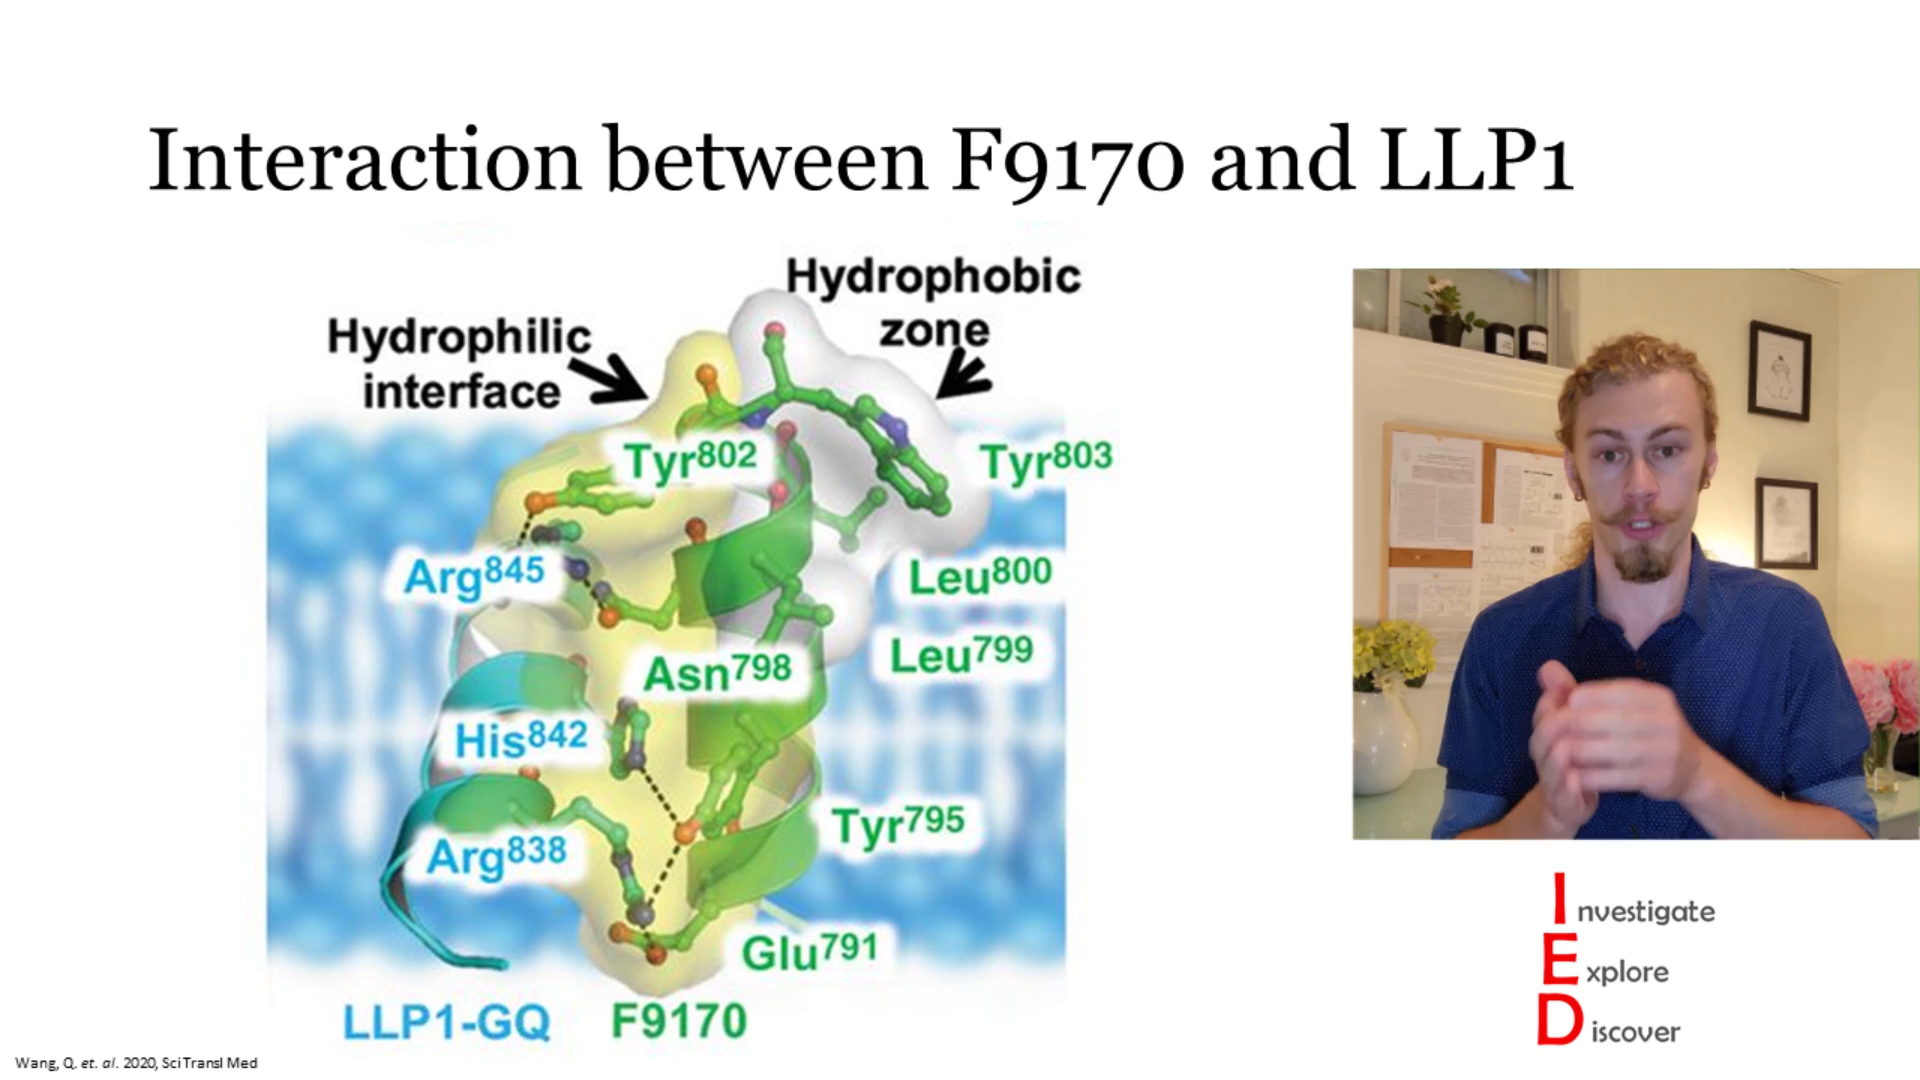 Interaction between F9170 and LLP1
Hydrophobic
zone
Hydrophilic
interface
Tyr802
Tyr803
Arg845
Leu800
Leu799
Asn798
His842
Tyr795
Arg838
Glu791
LLP1-GQ
F9170
Investigate
Explore
Discover
Wang, Q. et. al. 2020, Sci Transl Med